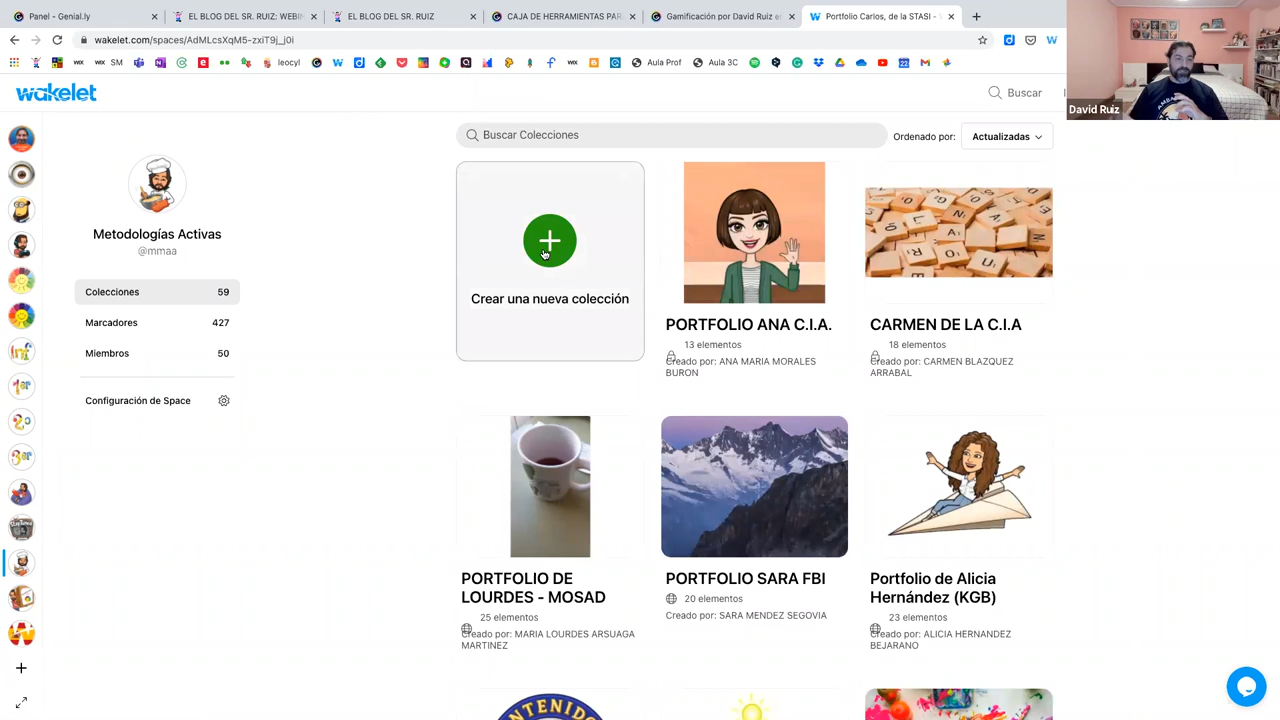 Panel - Genial.ly
EL BLOG DEL SR. RUIZ: WEBIN
EL BLOG DEL SR. RUIZ
CAJA DE HERRAMIENTAS PAR
Gamificación por David Ruiz e
Portfolio Carlos, de la STASI -
wakelet.com/spaces/AdMLcsXqM5-zxiT9j_j0i
WIX
WIX
SM
leocyl
WIX
Aula Prof
Aula 3C
David Ruiz
wakelet
Buscar
Metodologías Activas
@mmaa
Colecciones 59
Marcadores 427
Miembros 50
Configuración de Space
1er
2o
3er
Buscar Colecciones
Ordenado por:
Actualizadas
Crear una nueva colección
PORTFOLIO ANA C.I.A.
13 elementos
Creado por: ANA MARIA MORALES
BURON
CARMEN DE LA C.I.A
18 elementos
Creado por: CARMEN BLAZQUEZ
ARRABAL
PORTFOLIO DE
LOURDES - MOSAD
25 elementos
Creado por: MARIA LOURDES ARSUAGA
MARTINEZ
PORTFOLIO SARA FBI
20 elementos
Creado por: SARA MENDEZ SEGOVIA
Portfolio de Alicia
Hernández (KGB)
23 elementos
Creado por: ALICIA HERNANDEZ
BEJARANO